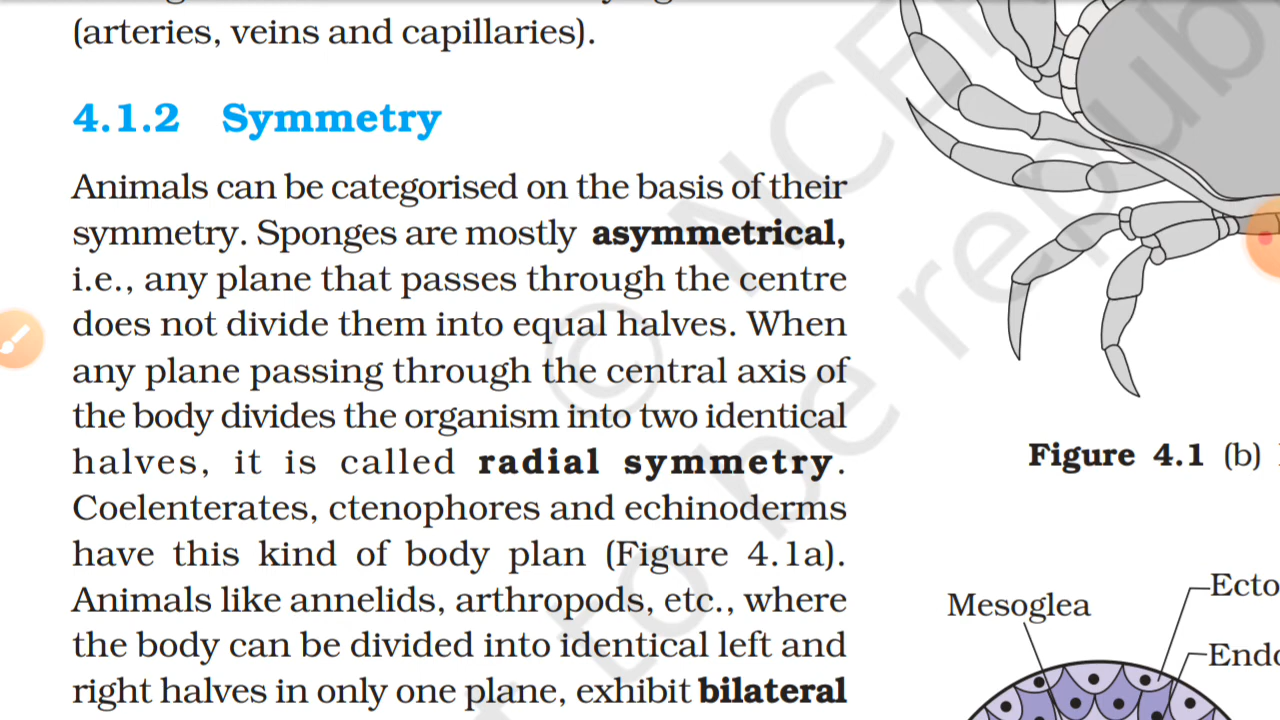 (arteries, veins and capillaries).
4.1.2 Symmetry
Animals can be categorised on the basis of their
symmetry. Sponges are mostly asymmetrical,
i.e., any plane that passes through the centre
does not divide them into equal halves. When
any plane passing through the central axis of
the body divides the organism into two identical
halves, it is called radial symmetry.
Coelenterates, ctenophores and echinoderms
have this kind of body plan (Figure 4.1a).
Animals like annelids, arthropods, etc., where
the body can be divided into identical left and
right halves in only one plane, exhibit bilateral
Figure 4.1 (b)
Mesoglea
Ecto
Endo
© NCER
to be repub